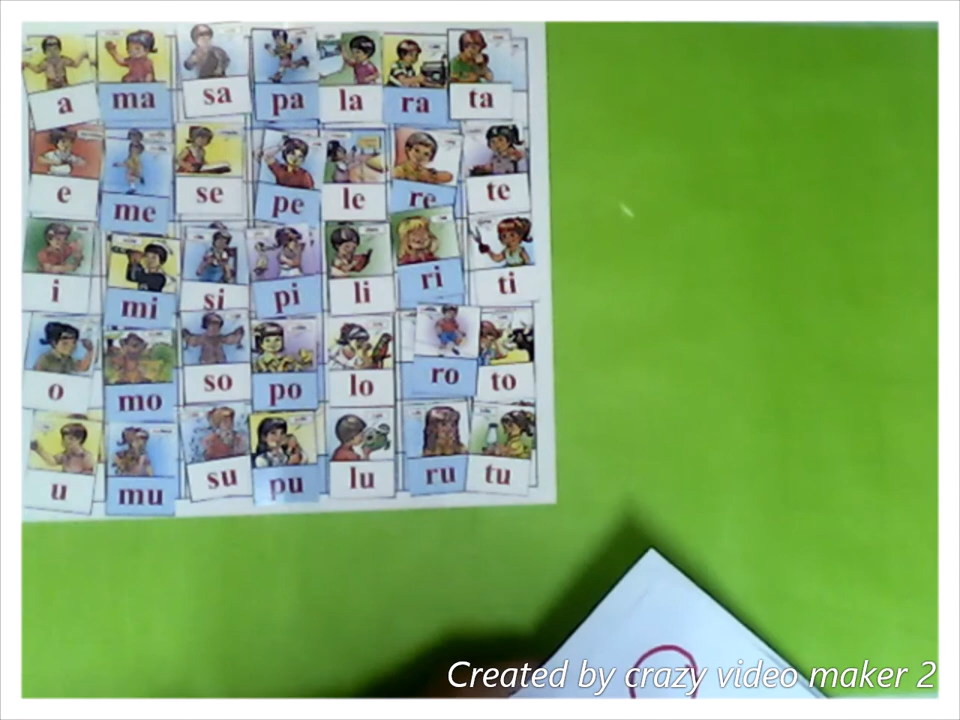 a ma sa pa la ra ta
e me se pe le re te
i mi si pi li ri ti
o mo so po lo ro to
u mu su pu lu ru tu
Created by crazy video maker 2